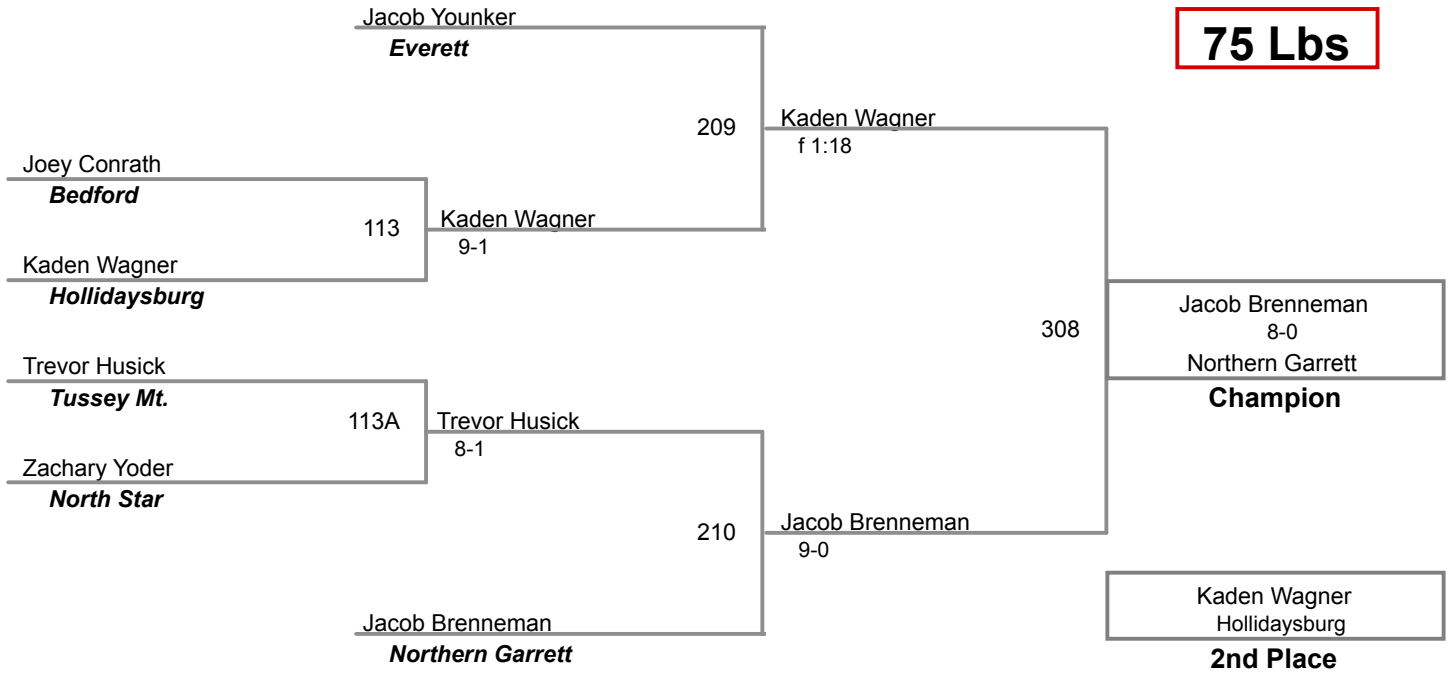 Jacob Younker
Everett
75 Lbs
209
Kaden Wagner
f 1:18
Joey Conrath
Bedford
113
Kaden Wagner
9-1
Kaden Wagner
Hollidaysburg
308
Jacob Brenneman
8-0
Northern Garrett
Champion
Trevor Husick
Tussey Mt.
113A
Trevor Husick
8-1
Zachary Yoder
North Star
210
Jacob Brenneman
9-0
Jacob Brenneman
Northern Garrett
Kaden Wagner
Hollidaysburg
2nd Place